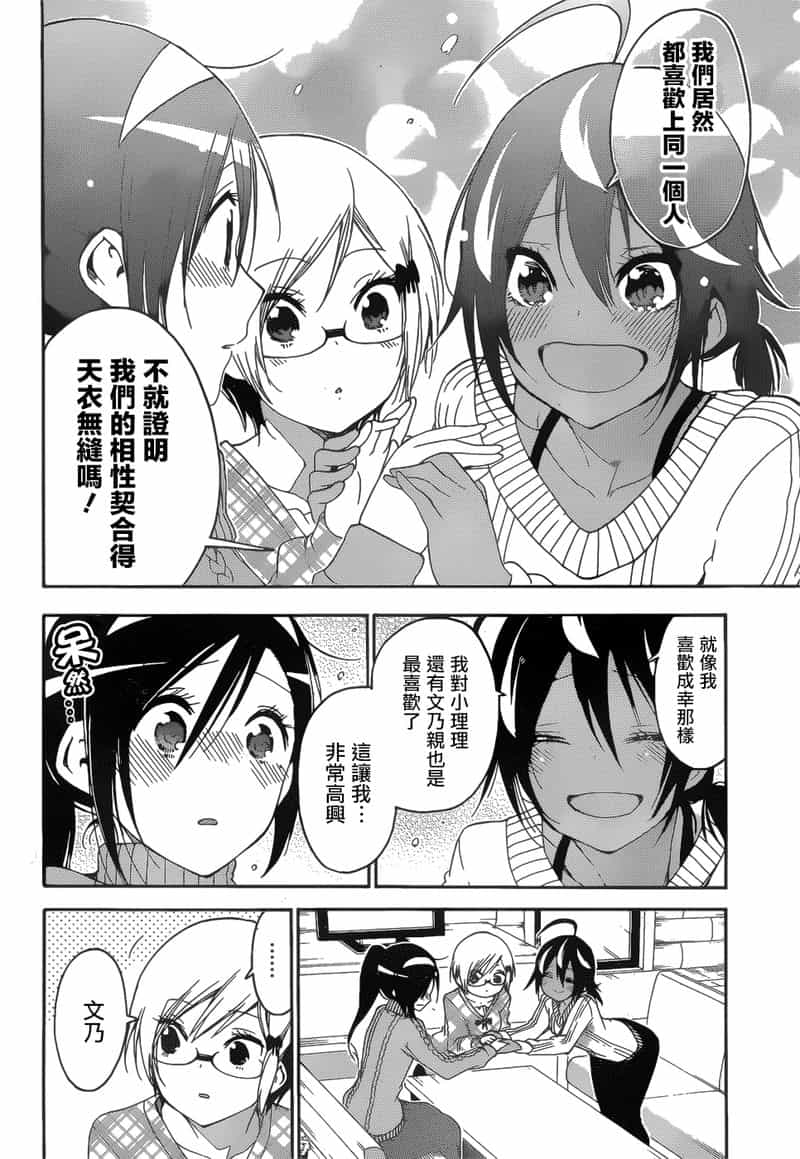 我們居然
都喜歡上同一個人
不就證明
我們的相性契合得
天衣無縫嗎！
就像我
喜歡成幸那樣
我對小理理
還有文乃親也是
最喜歡了
這讓我…
非常高興
呆然……
……
文乃